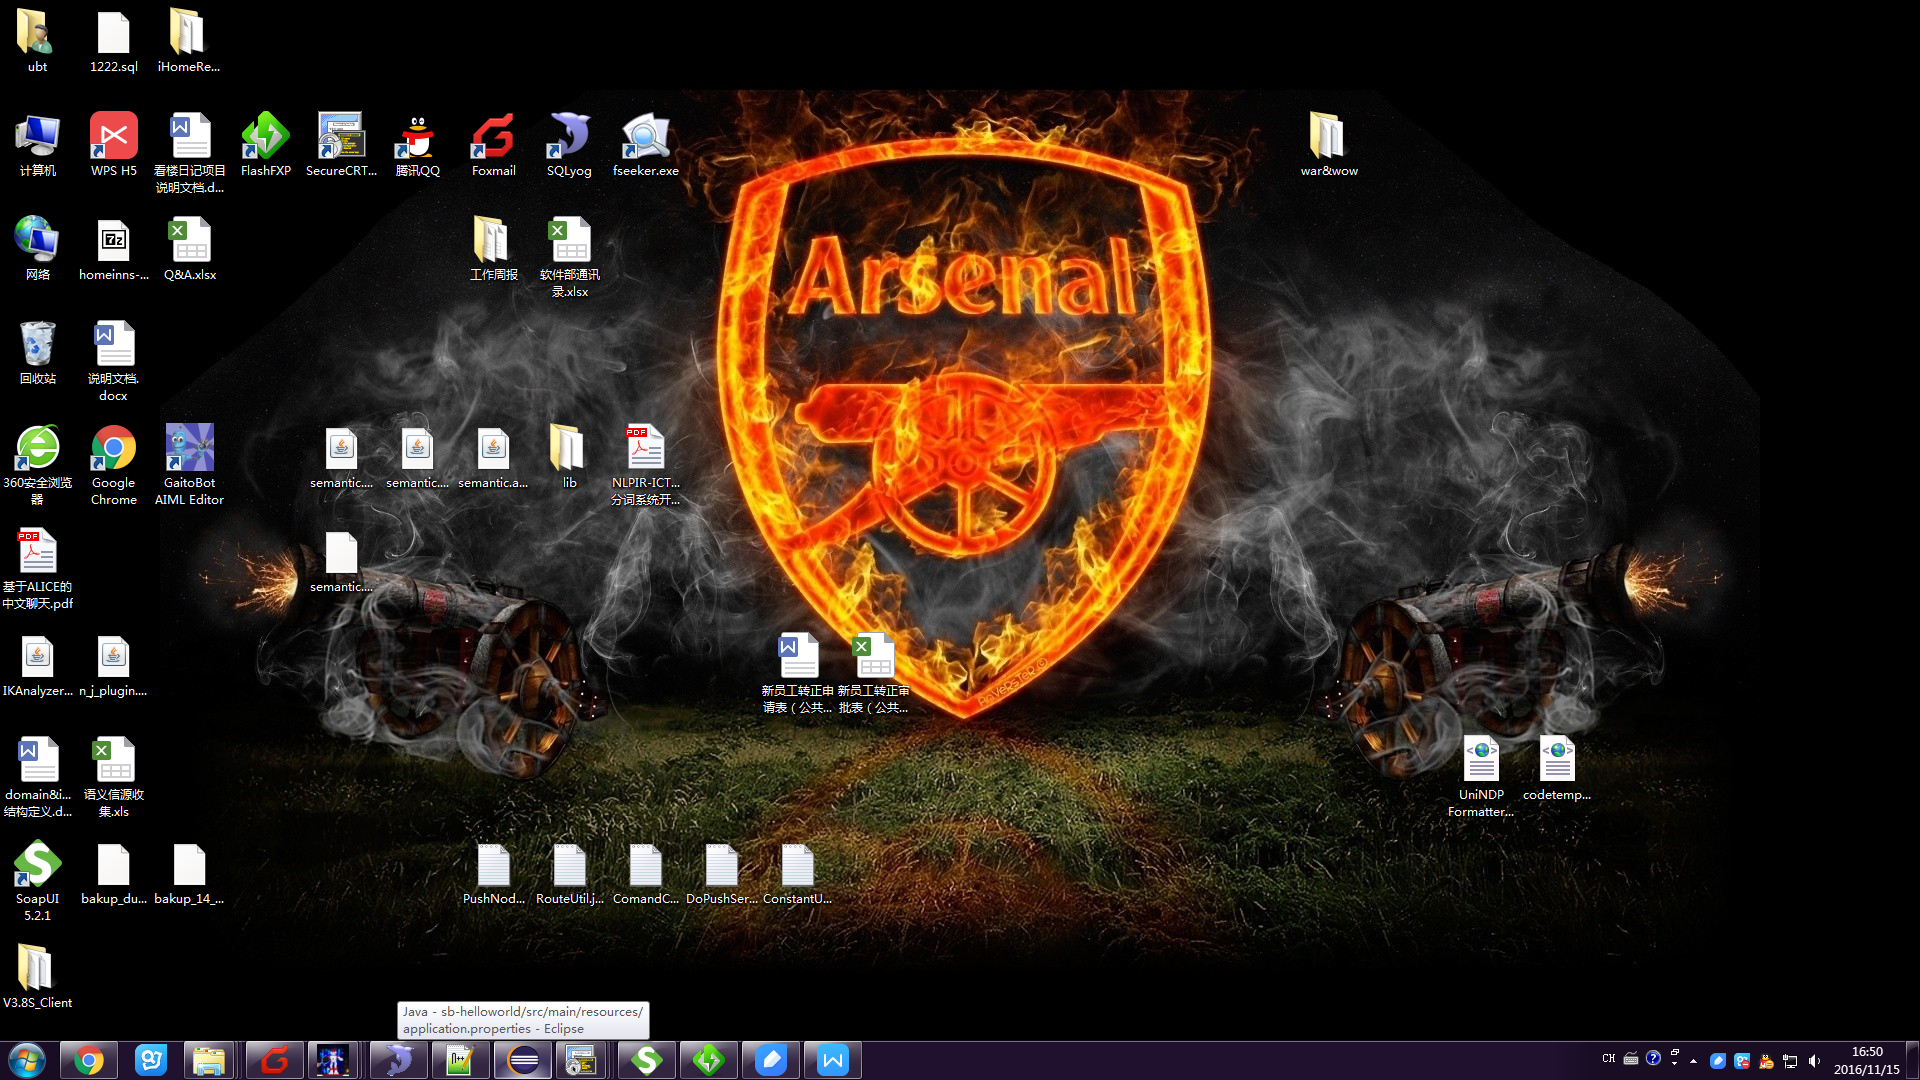 ubt
1222.sql
iHomeRe...
计算机
WPS H5
看楼日记项目
说明文档.d...
FlashFXP
SecureCRT...
腾讯QQ
Foxmail
SQLyog
fseeker.exe
war&wow
网络
homeinns-...
Q&A.xlsx
工作周报
软件部通讯
录.xlsx
Arsenal
回收站
说明文档.
docx
360安全浏览
器
Google
Chrome
GaitoBot
AIML Editor
semantic....
semantic....
semantic.a...
lib
NLPIR-ICT...
分词系统开...
基于ALICE的
中文聊天.pdf
semantic....
IKAnalyzer...
n_j_plugin....
新员工转正申
请表（公共...
新员工转正审
批表（公共...
REVERSTER ©
domain&i...
结构定义.d...
语义信源收
集.xls
UniNDP
Formatter...
codetemp...
SoapUI
5.2.1
bakup_du...
bakup_14_...
PushNod...
RouteUtil.j...
ComandC...
DoPushSer...
ConstantU...
V3.8S_Client
Java - sb-helloworld/src/main/resources/
application.properties - Eclipse
CH
16:50
2016/11/15